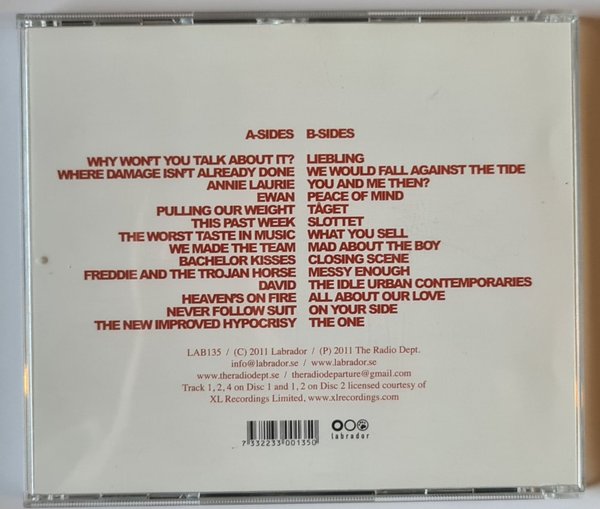 A-SIDES B-SIDES
WHY WON'T YOU TALK ABOUT IT? LIEBLING
WHERE DAMAGE ISN'T ALREADY DONE WE WOULD FALL AGAINST THE TIDE
ANNIE LAURIE YOU AND ME THEN?
EWAN PEACE OF MIND
PULLING OUR WEIGHT TÅGET
THIS PAST WEEK SLOTTET
THE WORST TASTE IN MUSIC WHAT YOU SELL
WE MADE THE TEAM MAD ABOUT THE BOY
BACHELOR KISSES CLOSING SCENE
FREDDIE AND THE TROJAN HORSE MESSY ENOUGH
DAVID THE IDLE URBAN CONTEMPORARIES
HEAVEN'S ON FIRE ALL ABOUT OUR LOVE
NEVER FOLLOW SUIT ON YOUR SIDE
THE NEW IMPROVED HYPOCRISY THE ONE
LAB135 / (C) 2011 Labrador / (P) 2011 The Radio Dept.
info@labrador.se / www.labrador.se
www.theradiodept.se / theradiodeparture@gmail.com
Track 1, 2, 4 on Disc 1 and 1, 2 on Disc 2 licensed courtesy of
XL Recordings Limited, www.xlrecordings.com
7 332233 001350
labrador